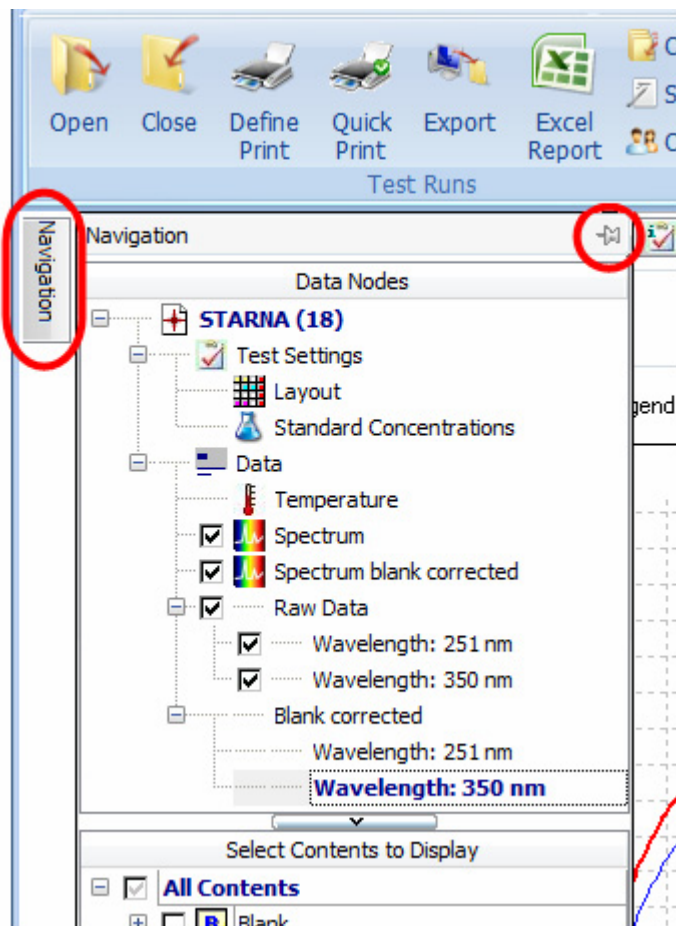 Open Close Define Print Quick Print Export Excel Report
Test Runs
Navigation
Navigation
Data Nodes
STARNA (18)
Test Settings
Layout
Standard Concentrations
gend
Data
Temperature
Spectrum
Spectrum blank corrected
Raw Data
Wavelength: 251 nm
Wavelength: 350 nm
Blank corrected
Wavelength: 251 nm
Wavelength: 350 nm
Select Contents to Display
All Contents
B Blank